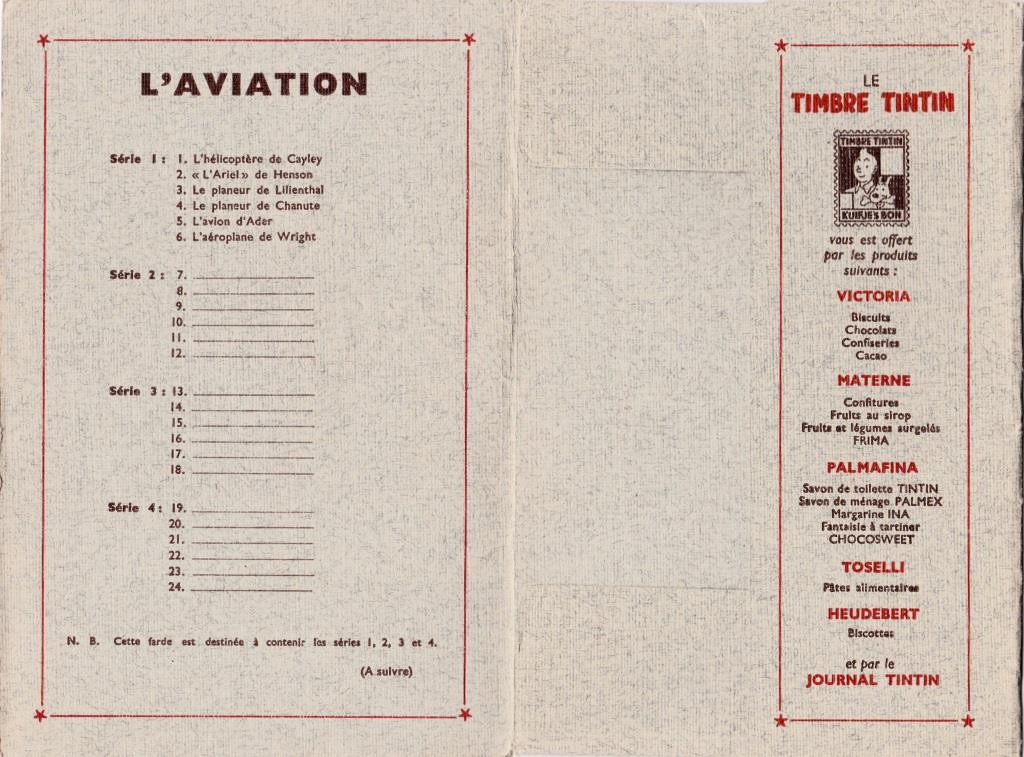 L'AVIATION
Série 1 : 1. L'hélicoptère de Cayley
2. « L'Ariel » de Henson
3. Le planeur de Lilienthal
4. Le planeur de Chanute
5. L'avion d'Ader
6. L'aéroplane de Wright
Série 2 : 7.
8.
9.
10.
11.
12.
Série 3 : 13.
14.
15.
16.
17.
18.
Série 4 : 19.
20.
21.
22.
23.
24.
N. B. Cette farde est destinée à contenir les séries 1, 2, 3 et 4.
(A suivre)
LE
TIMBRE TINTIN
TIMBRE TINTIN
KUIFJE'S BON
vous est offert
par les produits
suivants :
VICTORIA
Biscuits
Chocolats
Confiseries
Cacao
MATERNE
Confitures
Fruits au sirop
Fruits et légumes surgelés
FRIMA
PALMAFINA
Savon de toilette TINTIN
Savon de ménage PALMEX
Margarine INA
Fantaisie à tartiner
CHOCOSWEET
TOSELLI
Pâtes alimentaires
HEUDEBERT
Biscottes
et par le
JOURNAL TINTIN